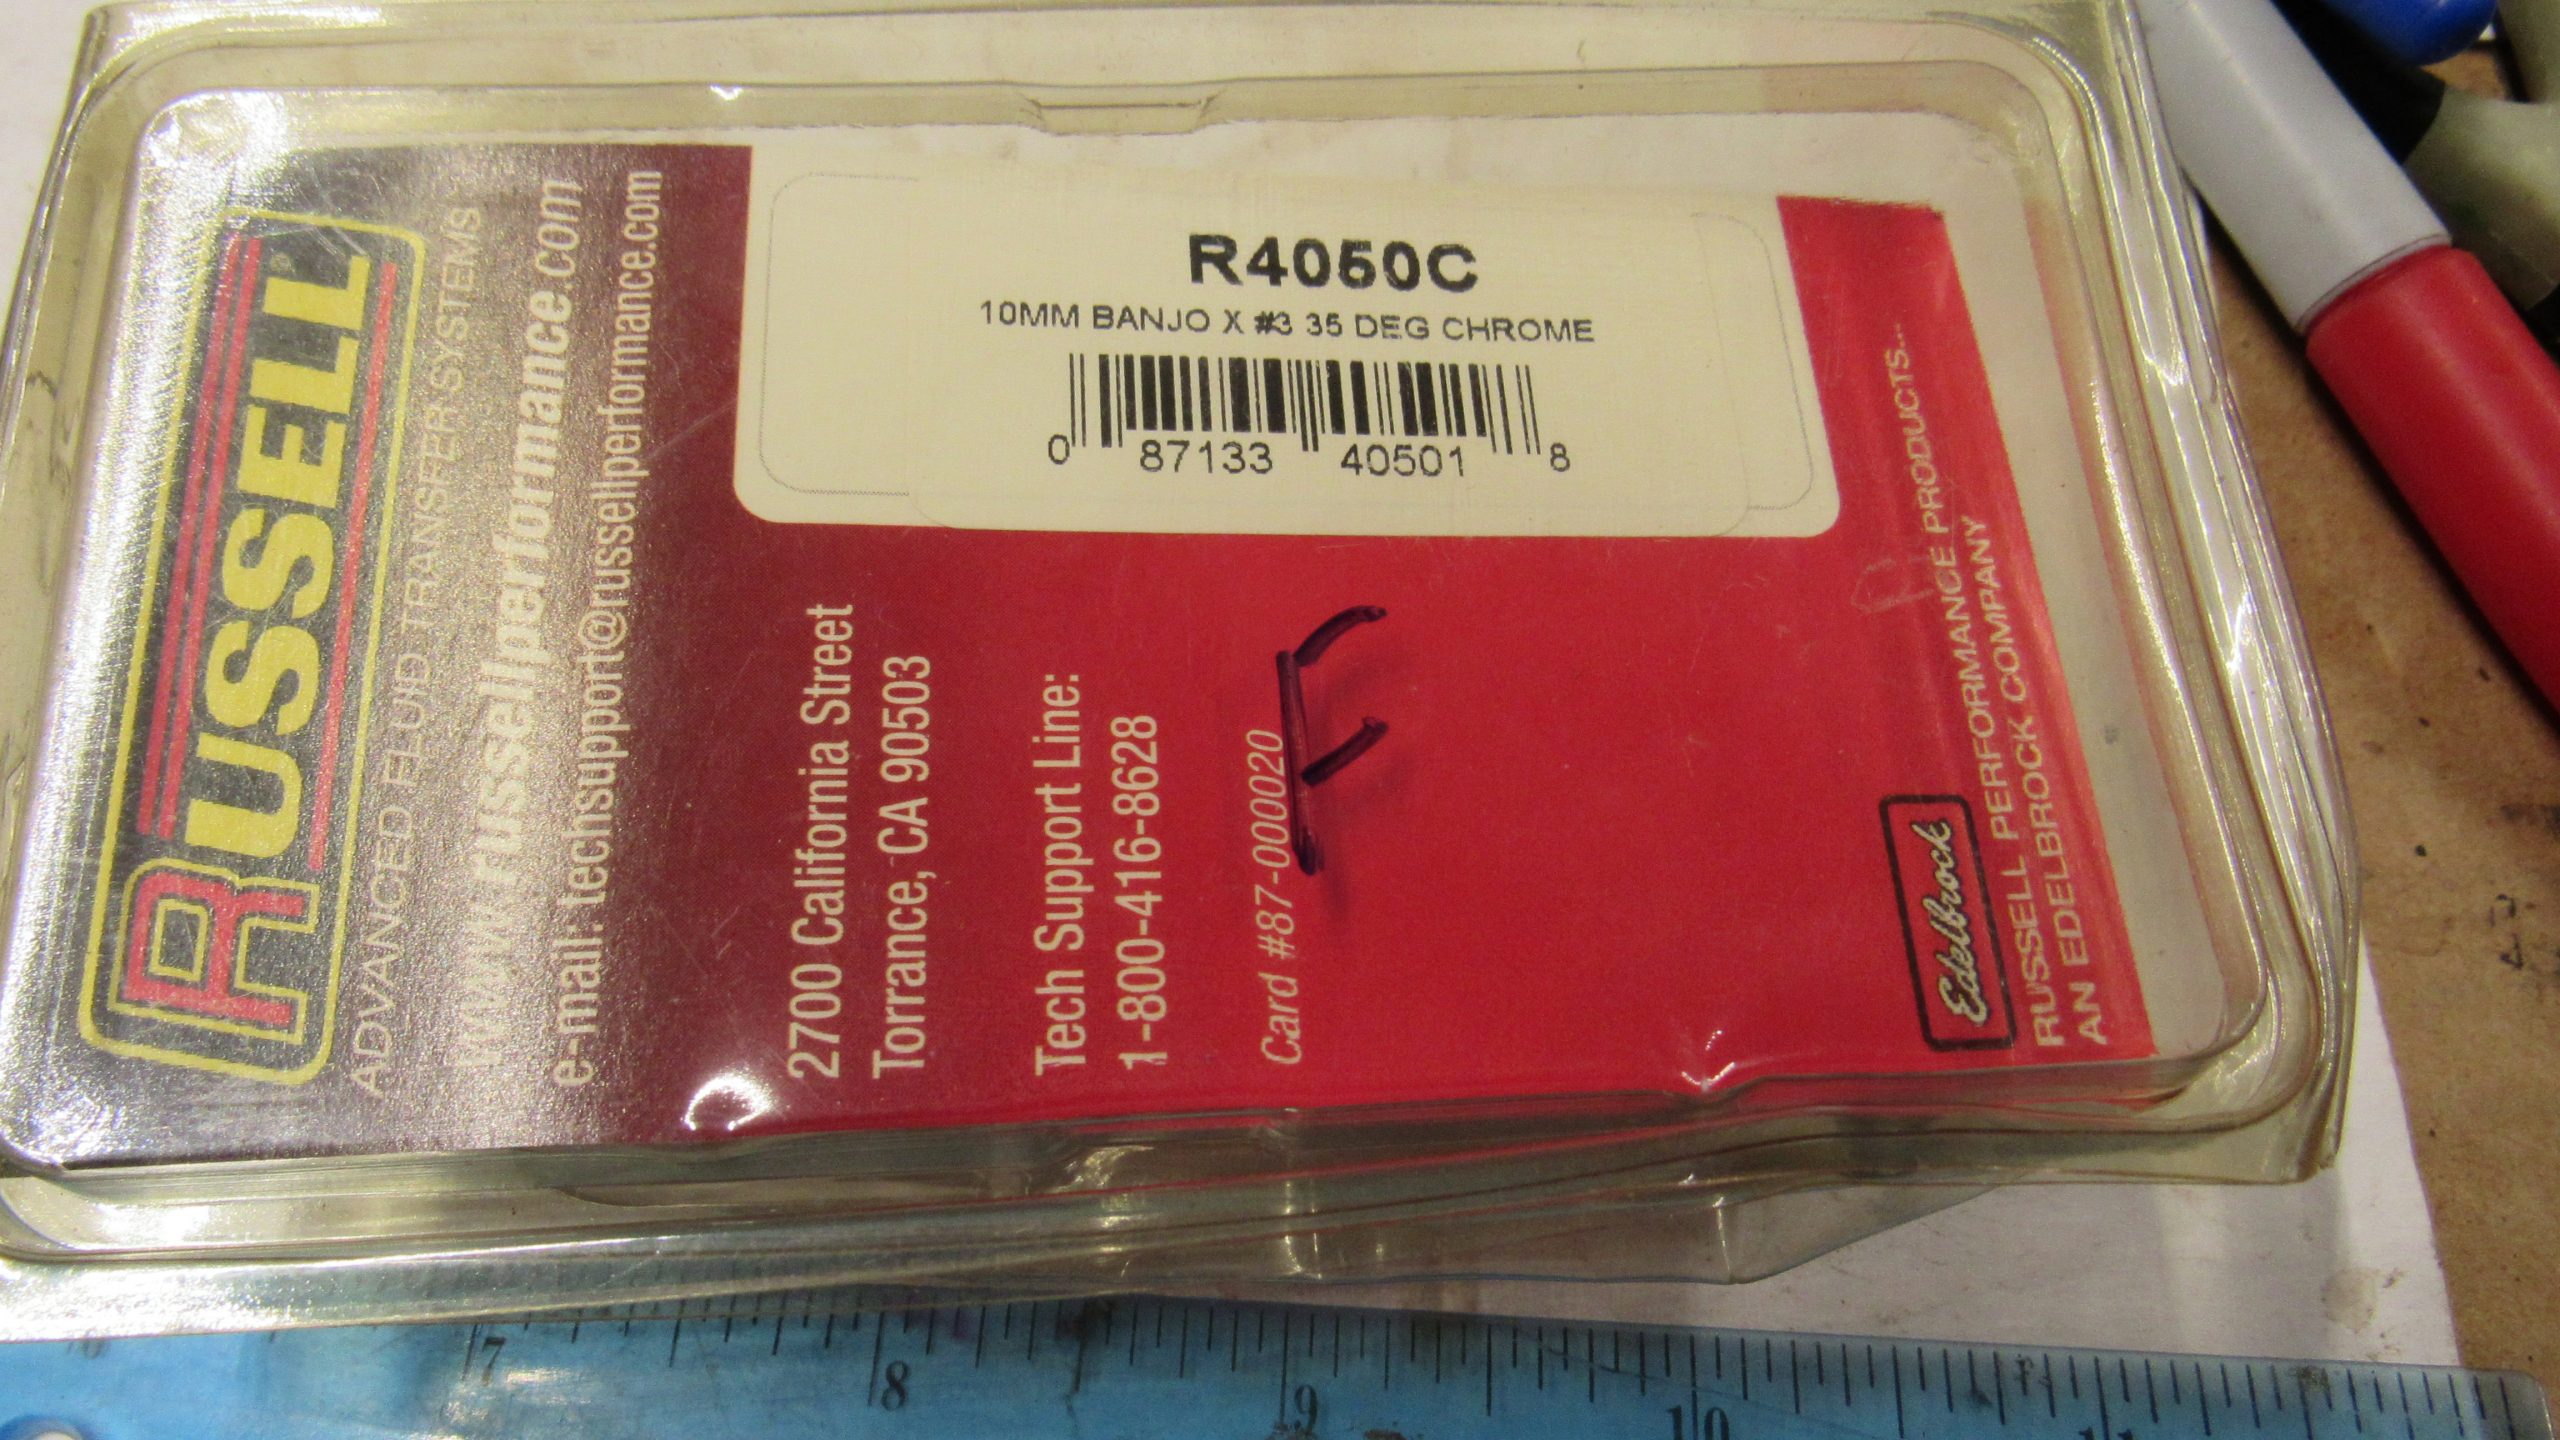 R4050C
10MM BANJO X #3 35 DEG CHROME
0 87133 40501 8
RUSSELL
ADVANCED FLUID TRANSFER SYSTEMS
www.russellperformance.com
e-mail: techsupport@russellperformance.com
2700 California Street
Torrance, CA 90503
Tech Support Line:
1-800-416-8628
Card #87-000020
Edelbrock
RUSSELL PERFORMANCE PRODUCTS...
AN EDELBROCK COMPANY
7 8 9 10 11